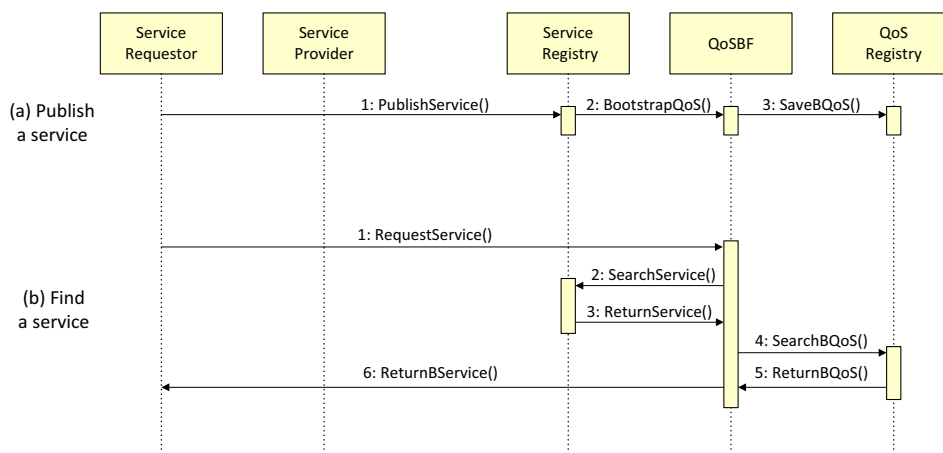 Service
Requestor
Service
Provider
Service
Registry
QoSBF
QoS
Registry
(a) Publish
a service
1: PublishService()
2: BootstrapQoS()
3: SaveBQoS()
1: RequestService()
2: SearchService()
(b) Find
a service
3: ReturnService()
4: SearchBQoS()
6: ReturnBService()
5: ReturnBQoS()